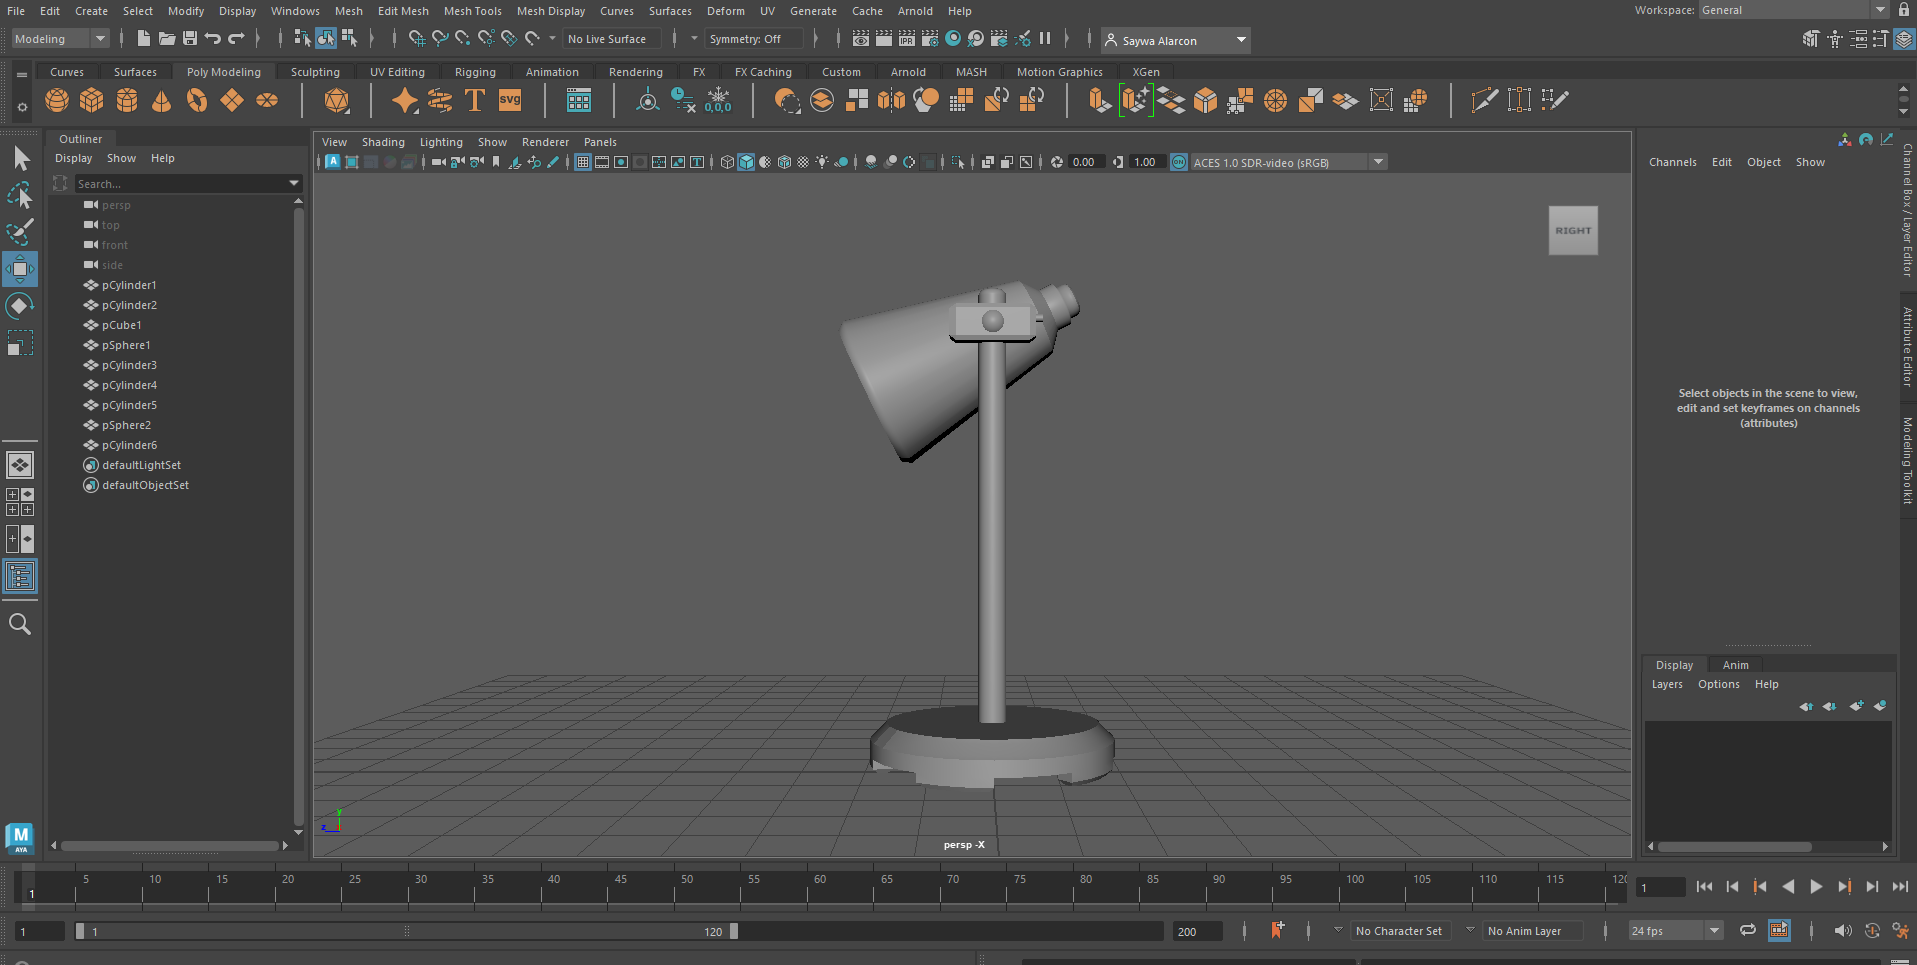 File Edit Create Select Modify Display Windows Mesh Edit Mesh Mesh Tools Mesh Display Curves Surfaces Deform UV Generate Cache Arnold Help Workspace: General
Modeling No Live Surface Symmetry: Off IPR Saywa Alarcon
Curves Surfaces Poly Modeling Sculpting UV Editing Rigging Animation Rendering FX FX Caching Custom Arnold MASH Motion Graphics XGen
T svg 0,0,0
Outliner
Display Show Help
Search...
persp
top
front
side
pCylinder1
pCylinder2
pCube1
pSphere1
pCylinder3
pCylinder4
pCylinder5
pSphere2
pCylinder6
defaultLightSet
defaultObjectSet
View Shading Lighting Show Renderer Panels
A T 0.00 1.00 ON ACES 1.0 SDR-video (sRGB)
RIGHT
y
z
persp -X
Channels Edit Object Show
Channel Box / Layer Editor
Attribute Editor
Modeling Toolkit
Select objects in the scene to view,
edit and set keyframes on channels
(attributes)
Display Anim
Layers Options Help
M
AYA
1 5 10 15 20 25 30 35 40 45 50 55 60 65 70 75 80 85 90 95 100 105 110 115 120 1
1 1 120 200 No Character Set No Anim Layer 24 fps